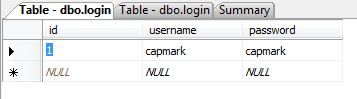 Table - dbo.login Table - dbo.login Summary
id username password
1 capmark capmark
NULL NULL NULL